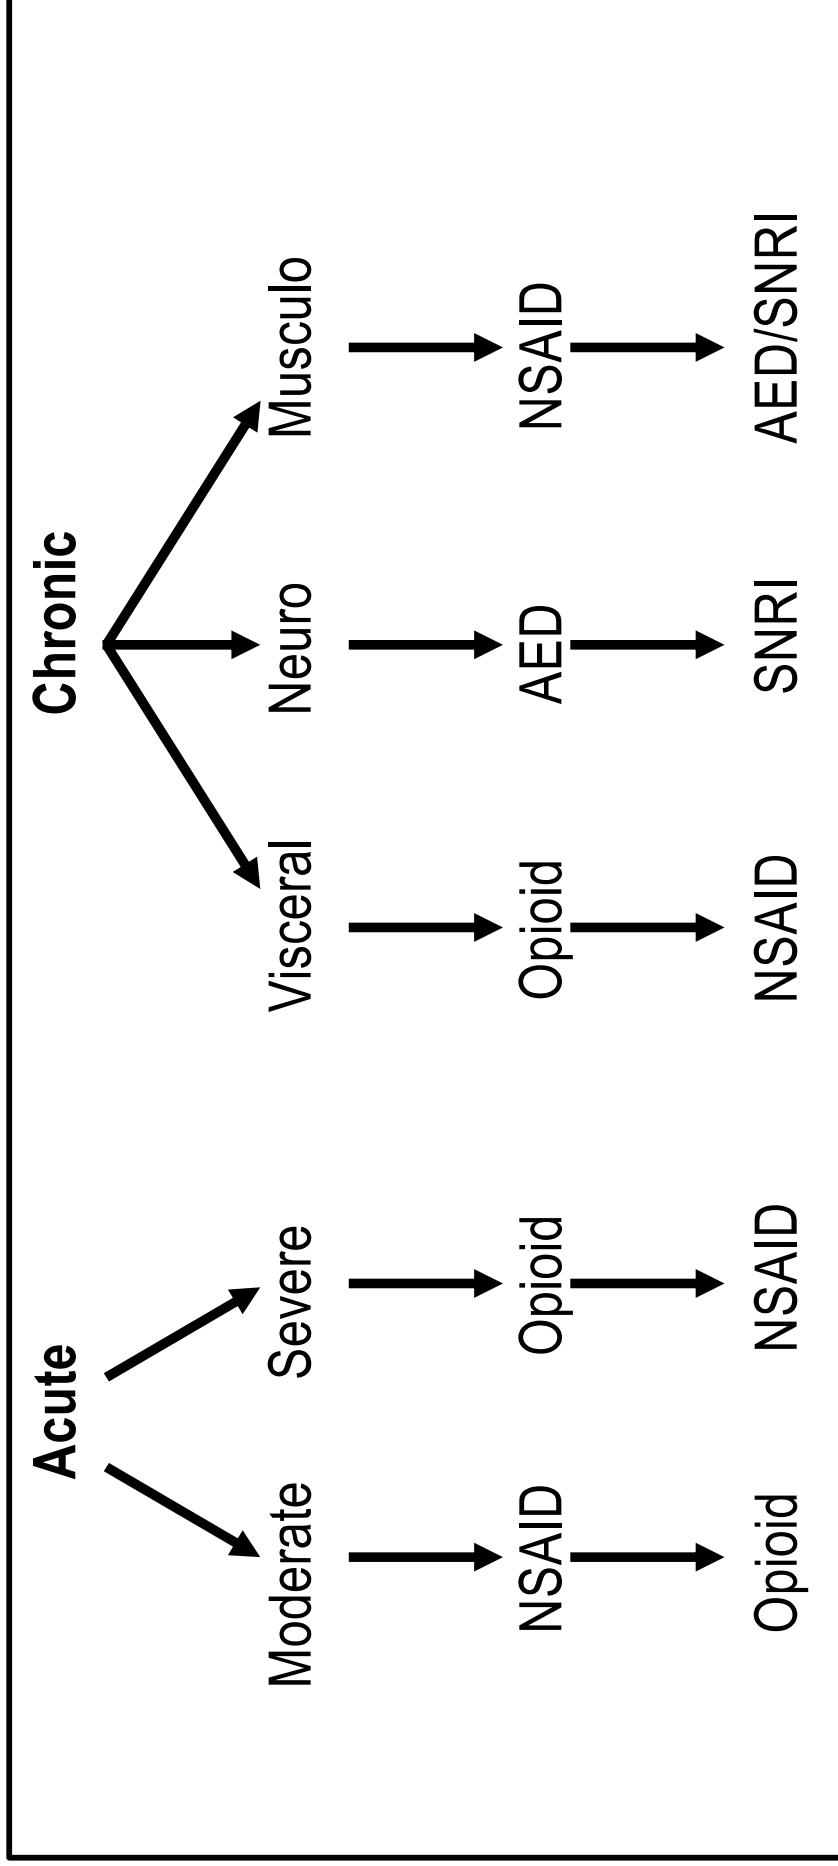 Acute
Chronic
Moderate
Severe
Visceral
Neuro
Musculo
NSAID
Opioid
Opioid
AED
NSAID
Opioid
NSAID
NSAID
SNRI
AED/SNRI